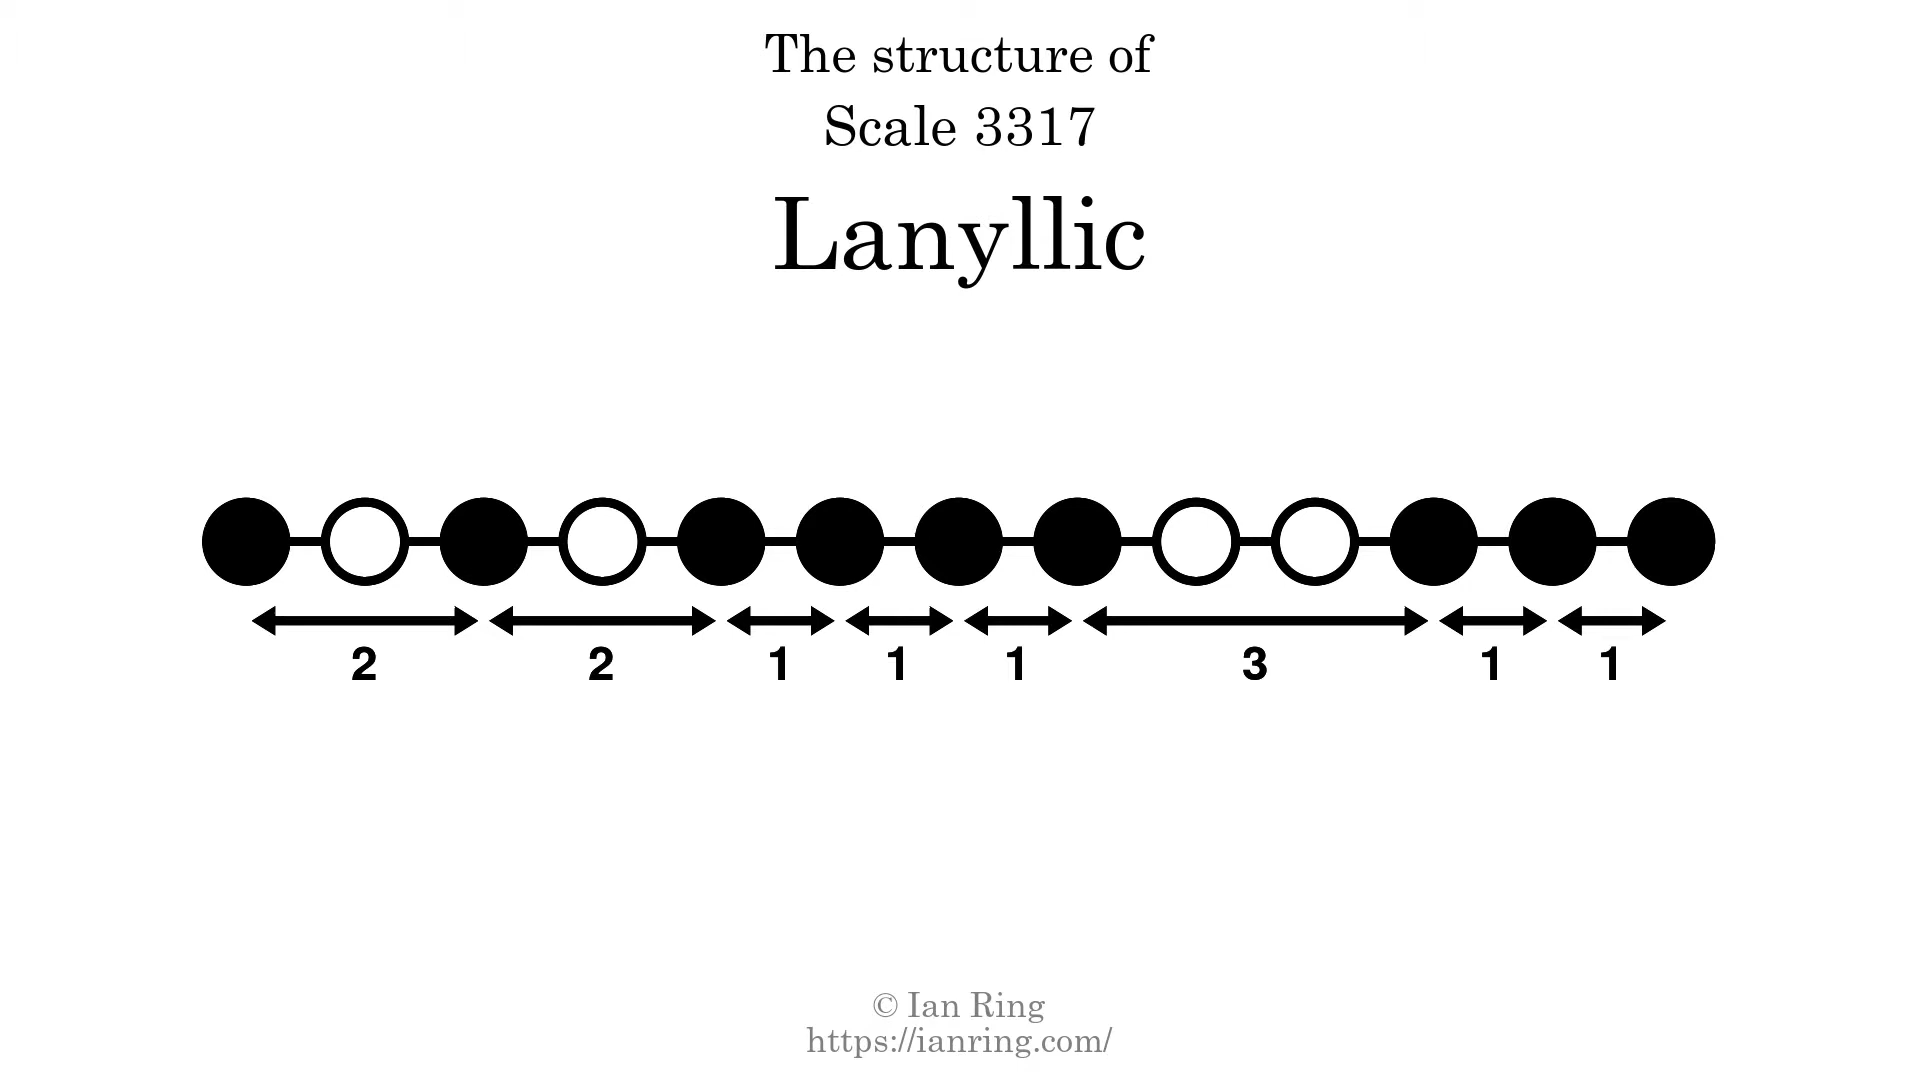 The structure of
Scale 3317
Lanyllic
2 2 1 1 1 3 1 1
© Ian Ring
https://ianring.com/